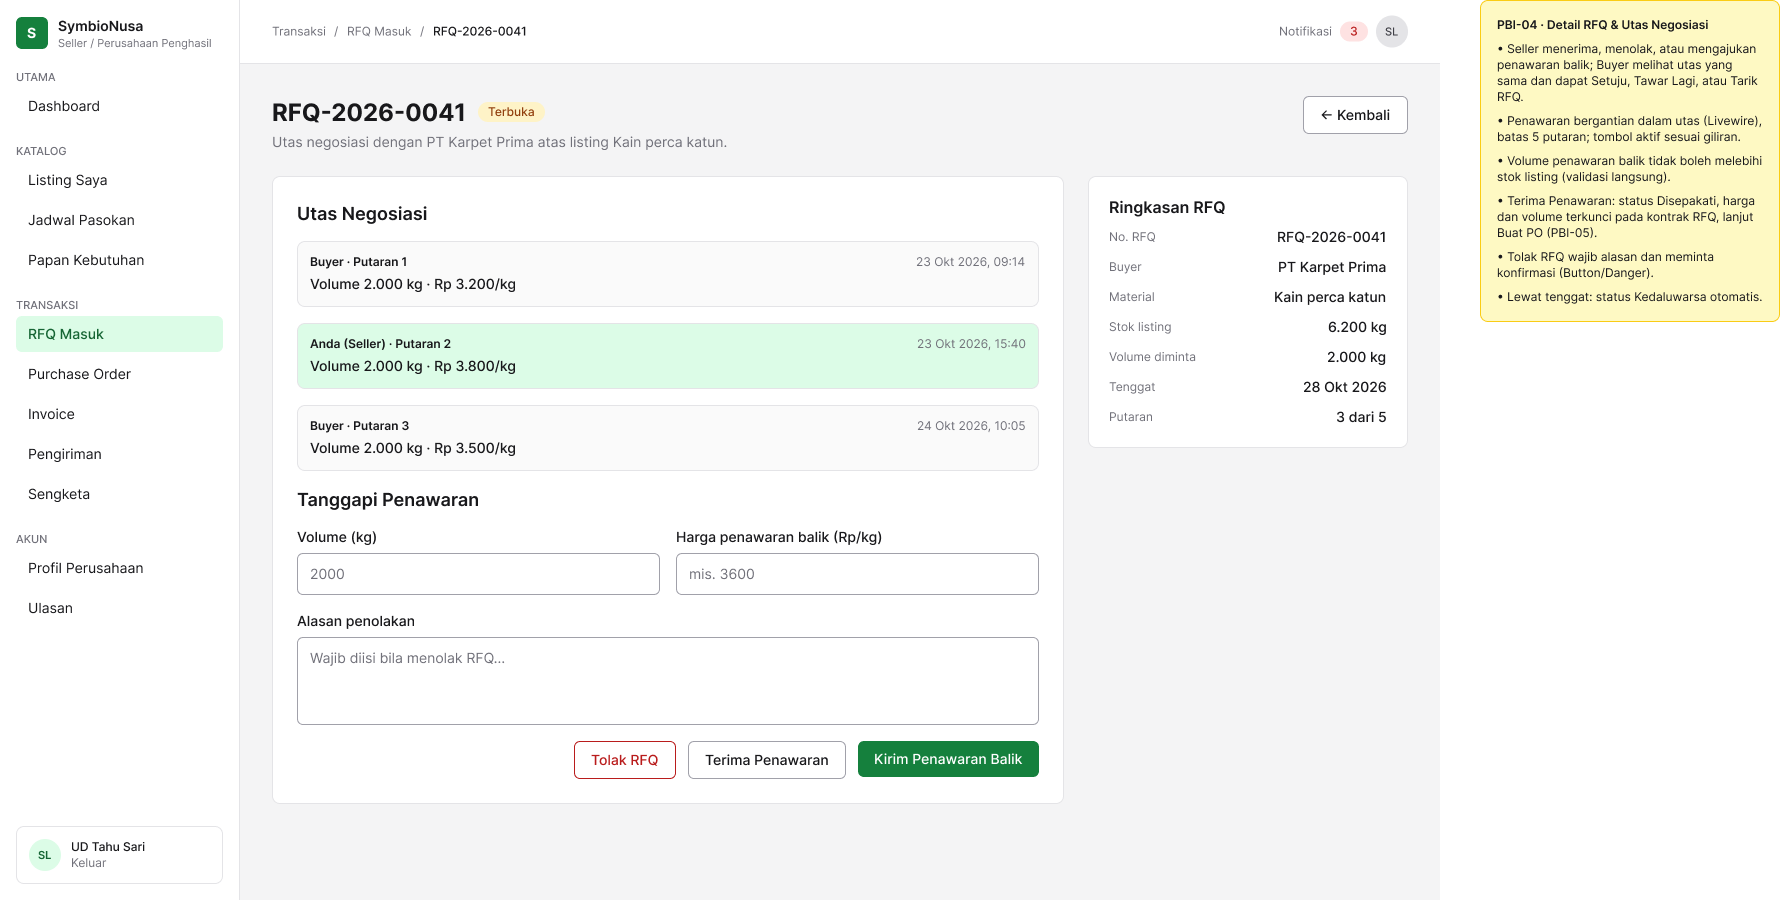 S
SymbioNusa
Seller / Perusahaan Penghasil
UTAMA
Dashboard
KATALOG
Listing Saya
Jadwal Pasokan
Papan Kebutuhan
TRANSAKSI
RFQ Masuk
Purchase Order
Invoice
Pengiriman
Sengketa
AKUN
Profil Perusahaan
Ulasan
SL
UD Tahu Sari
Keluar
Transaksi / RFQ Masuk / RFQ-2026-0041
Notifikasi 3 SL
RFQ-2026-0041 Terbuka
Utas negosiasi dengan PT Karpet Prima atas listing Kain perca katun.
← Kembali
Utas Negosiasi
Buyer · Putaran 1 23 Okt 2026, 09:14
Volume 2.000 kg · Rp 3.200/kg
Anda (Seller) · Putaran 2 23 Okt 2026, 15:40
Volume 2.000 kg · Rp 3.800/kg
Buyer · Putaran 3 24 Okt 2026, 10:05
Volume 2.000 kg · Rp 3.500/kg
Tanggapi Penawaran
Volume (kg) Harga penawaran balik (Rp/kg)
2000 mis. 3600
Alasan penolakan
Wajib diisi bila menolak RFQ...
Tolak RFQ Terima Penawaran Kirim Penawaran Balik
Ringkasan RFQ
No. RFQ RFQ-2026-0041
Buyer PT Karpet Prima
Material Kain perca katun
Stok listing 6.200 kg
Volume diminta 2.000 kg
Tenggat 28 Okt 2026
Putaran 3 dari 5
PBI-04 · Detail RFQ & Utas Negosiasi
• Seller menerima, menolak, atau mengajukan
penawaran balik; Buyer melihat utas yang
sama dan dapat Setuju, Tawar Lagi, atau Tarik
RFQ.
• Penawaran bergantian dalam utas (Livewire),
batas 5 putaran; tombol aktif sesuai giliran.
• Volume penawaran balik tidak boleh melebihi
stok listing (validasi langsung).
• Terima Penawaran: status Disepakati, harga
dan volume terkunci pada kontrak RFQ, lanjut
Buat PO (PBI-05).
• Tolak RFQ wajib alasan dan meminta
konfirmasi (Button/Danger).
• Lewat tenggat: status Kedaluwarsa otomatis.